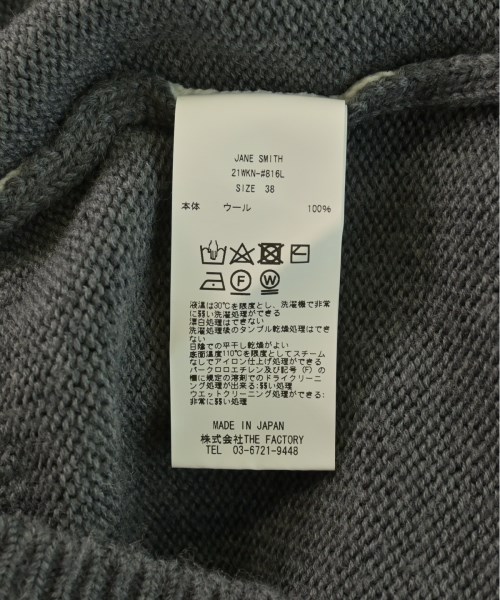 JANE SMITH
21WKN-#816L
SIZE 38
本体 ウール 100%
F W
液温は30℃を限度とし、洗濯機で非常
に弱い洗濯処理ができる
漂白処理はできない
洗濯処理後のタンブル乾燥処理はでき
ない
日陰での平干し乾燥がよい
底面温度110℃を限度としてスチーム
なしでアイロン仕上げ処理ができる
パークロロエチレン及び記号(F)の
欄に規定の溶剤でのドライクリーニ
ング処理が出来る:弱い処理
ウエットクリーニング処理ができる:
非常に弱い処理
MADE IN JAPAN
株式会社THE FACTORY
TEL 03-6721-9448